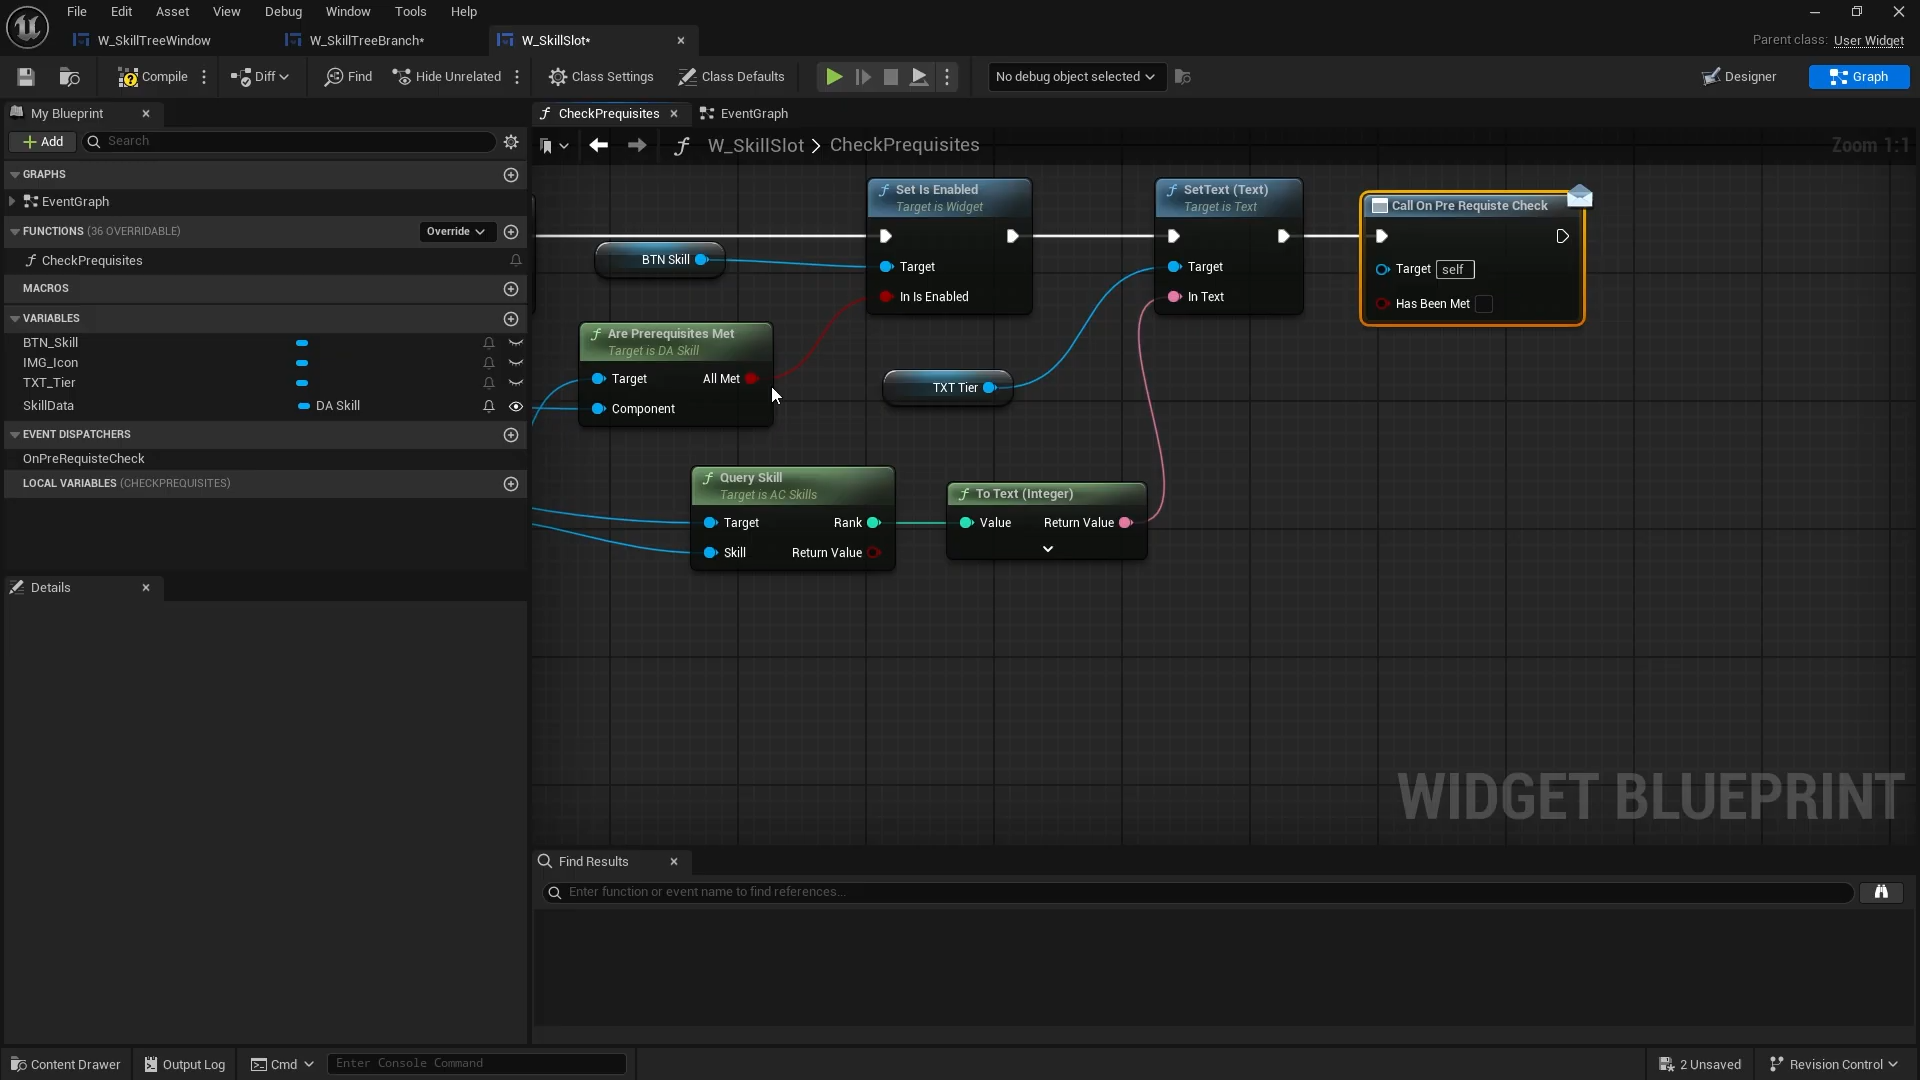 File Edit Asset View Debug Window Tools Help
W_SkillTreeWindow W_SkillTreeBranch* W_SkillSlot*
Parent class: User Widget
Compile Diff Find Hide Unrelated Class Settings Class Defaults No debug object selected Designer Graph
My Blueprint
CheckPrequisites EventGraph
Add Search
W_SkillSlot > CheckPrequisites Zoom 1:1
GRAPHS
EventGraph
FUNCTIONS (36 OVERRIDABLE) Override
CheckPrequisites
MACROS
VARIABLES
BTN_Skill
IMG_Icon
TXT_Tier
SkillData DA Skill
EVENT DISPATCHERS
OnPreRequisteCheck
LOCAL VARIABLES (CHECKPREQUISITES)
Details
Set Is Enabled
Target is Widget
Target
In Is Enabled
SetText (Text)
Target is Text
Target
In Text
Call On Pre Requiste Check
Target self
Has Been Met
BTN Skill
Are Prerequisites Met
Target is DA Skill
Target All Met
Component
TXT Tier
Query Skill
Target is AC Skills
Target Rank
Skill Return Value
To Text (Integer)
Value Return Value
WIDGET BLUEPRINT
Find Results
Enter function or event name to find references...
Content Drawer Output Log Cmd Enter Console Command 2 Unsaved Revision Control